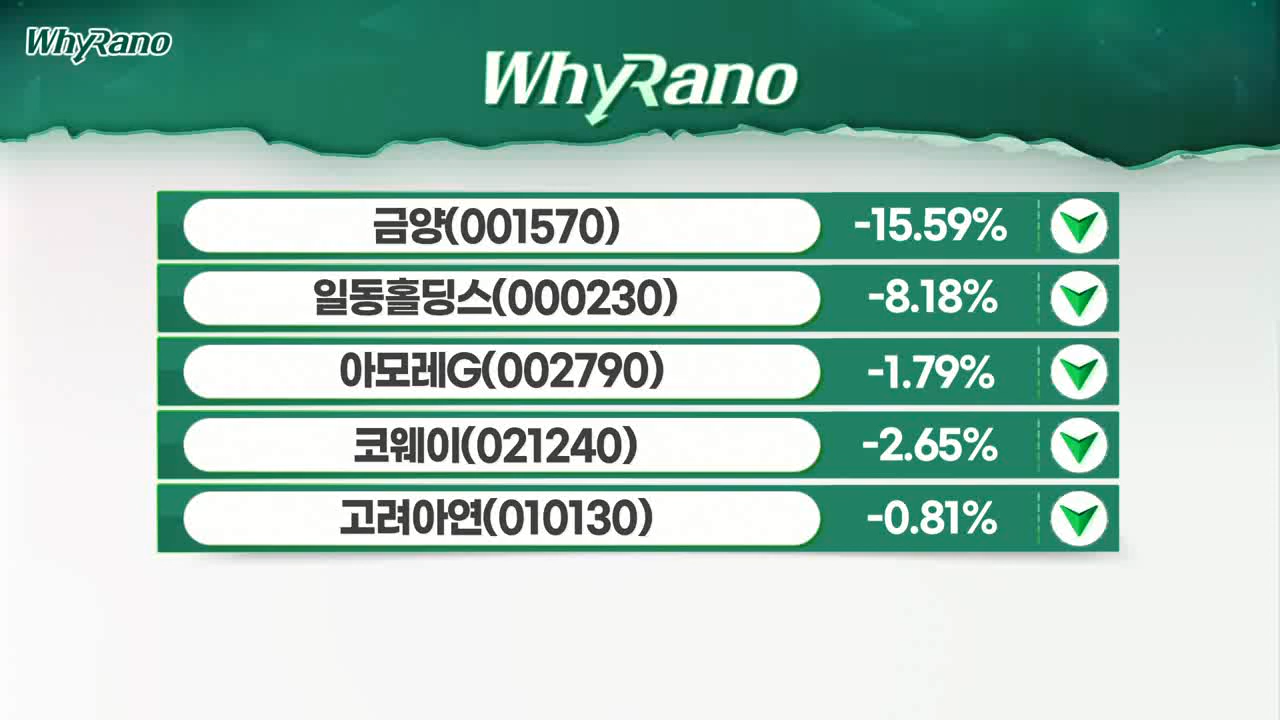 WhyRano
WhyRano
금양(001570) -15.59%
일동홀딩스(000230) -8.18%
아모레G(002790) -1.79%
코웨이(021240) -2.65%
고려아연(010130) -0.81%